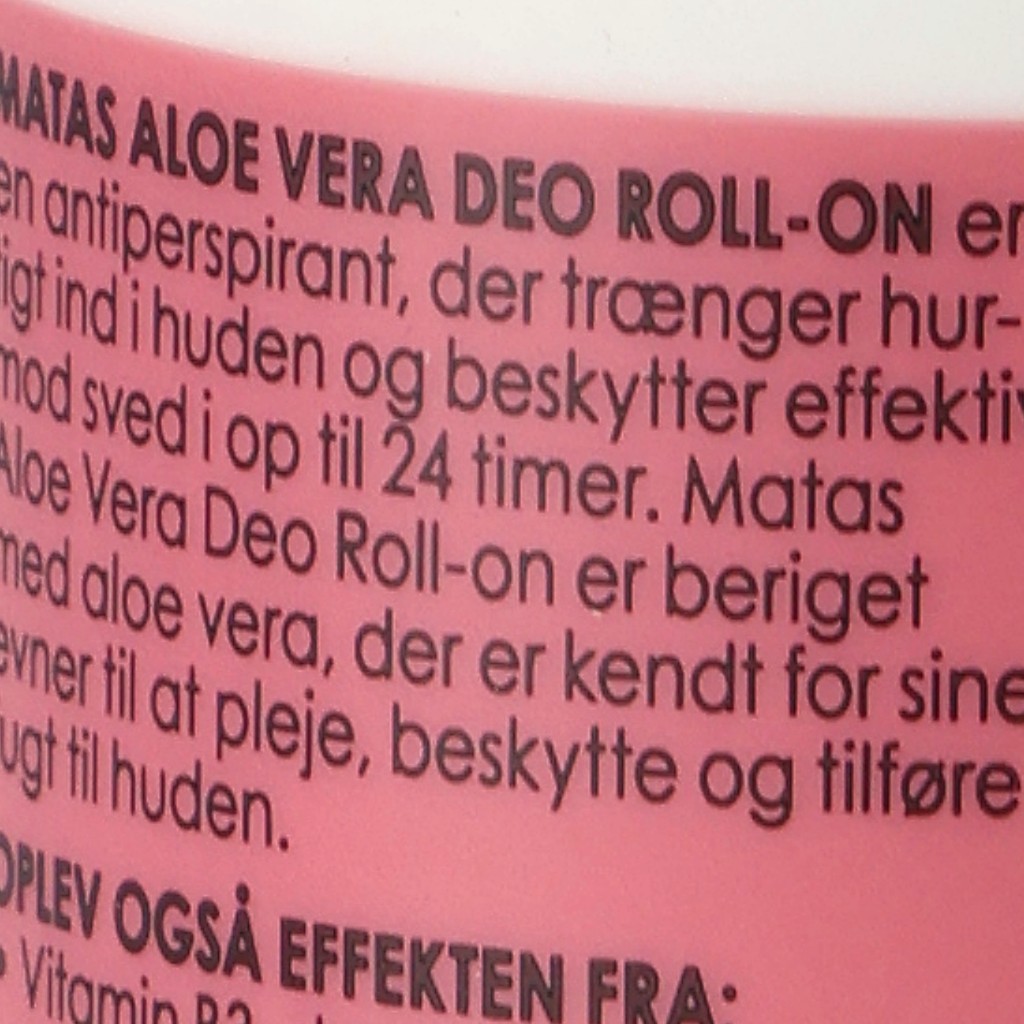 MATAS ALOE VERA DEO ROLL-ON er
en antiperspirant, der trænger hur-
tigt ind i huden og beskytter effektiv
mod sved i op til 24 timer. Matas
Aloe Vera Deo Roll-on er beriget
med aloe vera, der er kendt for sine
evner til at pleje, beskytte og tilføre
fugt til huden.
OPLEV OGSÅ EFFEKTEN FRA:
• Vitamin